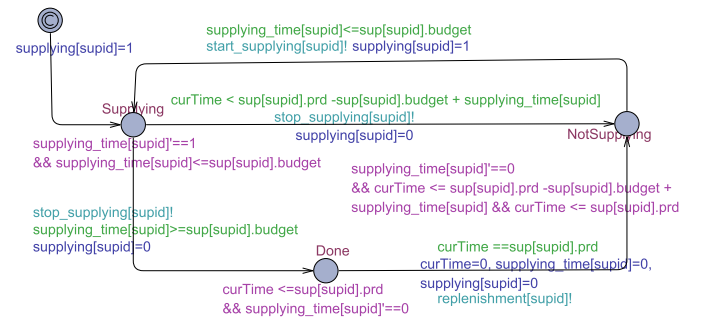 supplying_time[supid]<=sup[supid].budget
start_supplying[supid]! supplying[supid]=1
C
supplying[supid]=1
Supplying
curTime < sup[supid].prd -sup[supid].budget + supplying_time[supid]
stop_supplying[supid]!
supplying[supid]=0
NotSupplying
supplying_time[supid]'==1
&& supplying_time[supid]<=sup[supid].budget
supplying_time[supid]'==0
&& curTime <= sup[supid].prd -sup[supid].budget +
supplying_time[supid] && curTime <= sup[supid].prd
stop_supplying[supid]!
supplying_time[supid]>=sup[supid].budget
supplying[supid]=0
Done
curTime ==sup[supid].prd
curTime=0, supplying_time[supid]=0,
supplying[supid]=0
replenishment[supid]!
curTime <=sup[supid].prd
&& supplying_time[supid]'==0